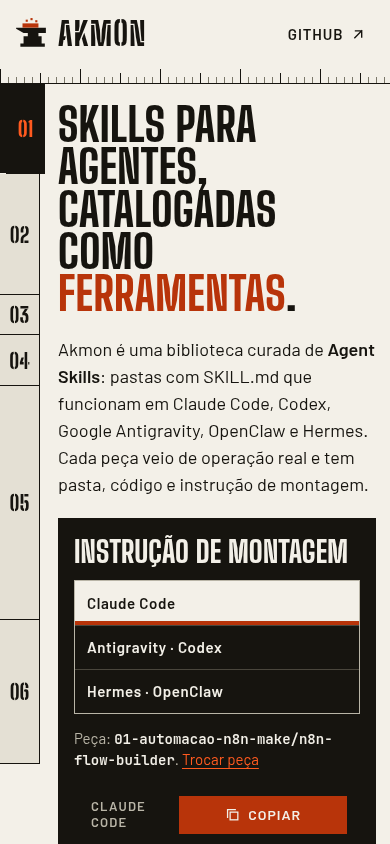 AKMON
GITHUB
01
SKILLS PARA
AGENTES,
CATALOGADAS
COMO
FERRAMENTAS.
02
03
04
05
06
Akmon é uma biblioteca curada de Agent
Skills: pastas com SKILL.md que
funcionam em Claude Code, Codex,
Google Antigravity, OpenClaw e Hermes.
Cada peça veio de operação real e tem
pasta, código e instrução de montagem.
INSTRUÇÃO DE MONTAGEM
Claude Code
Antigravity · Codex
Hermes · OpenClaw
Peça: 01-automacao-n8n-make/n8n-
flow-builder. Trocar peça
CLAUDE
CODE
COPIAR